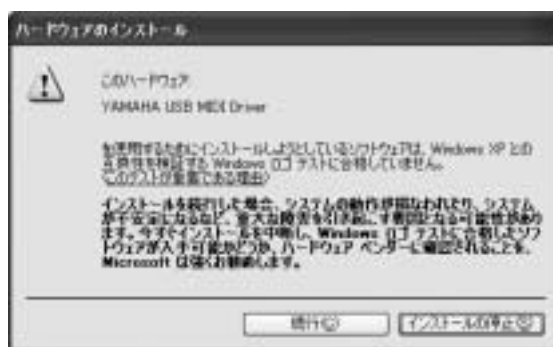 ハードウェアのインストール
このハードウェア:
YAMAHA USB MIDI Driver
を使用するためにインストールしようとしているソフトウェアは、Windows XP との
互換性を検証する Windows ロゴ テストに合格していません。
(このテストが重要である理由)
インストールを続行した場合、システムの動作が損なわれたり、システム
が不安定になるなど、重大な障害を引き起こす要因となる可能性があり
ます。今すぐインストールを中断し、Windows ロゴ テストに合格したソフ
トウェアが入手可能かどうか、ハードウェア ベンダーに確認されることを、
Microsoft は強くお勧めします。
続行(C)
インストールの停止(S)